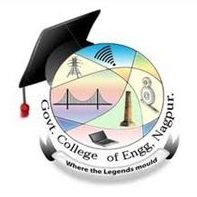 Govt. College of Engg. Nagpur.
Where the Legends mould